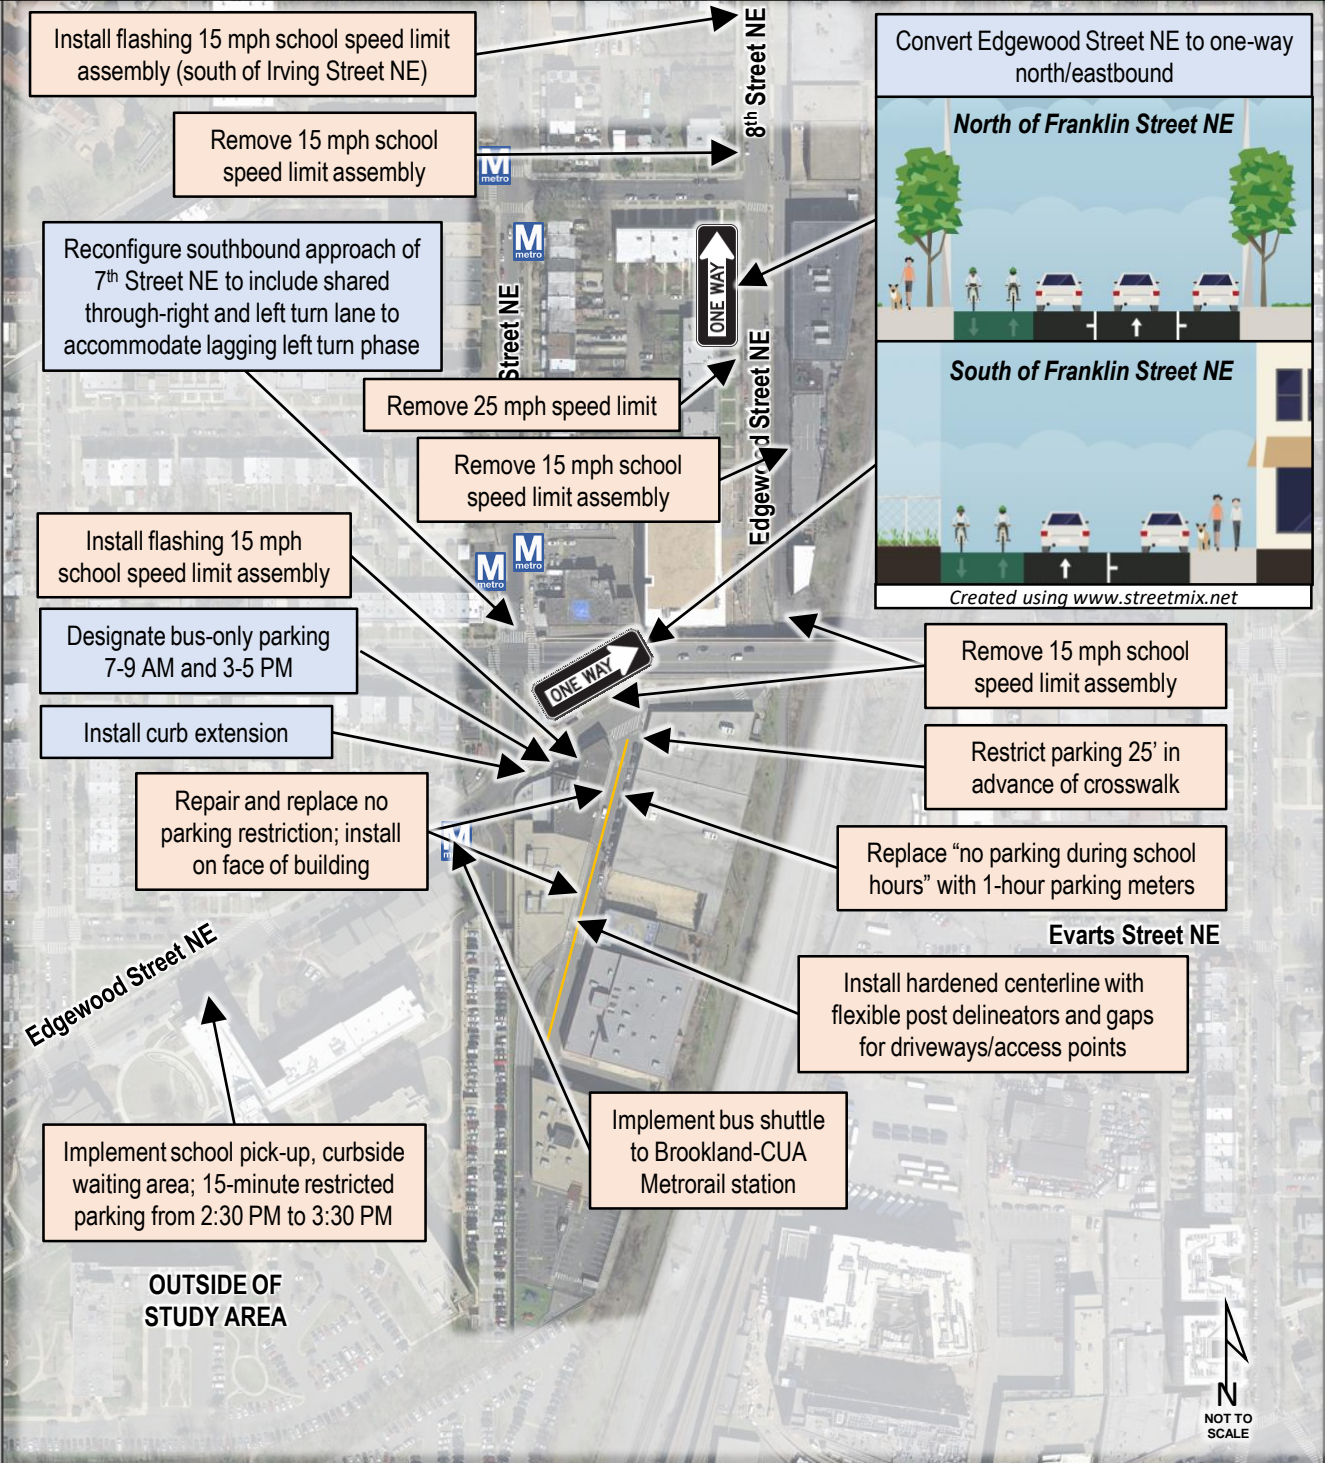 Install flashing 15 mph school speed limit
assembly (south of Irving Street NE)
8th Street NE
Convert Edgewood Street NE to one-way
north/eastbound
North of Franklin Street NE
Remove 15 mph school
speed limit assembly
M
metro
Reconfigure southbound approach of
7th Street NE to include shared
through-right and left turn lane to
accommodate lagging left turn phase
M
metro
ONE WAY
Street NE
Edgewood Street NE
South of Franklin Street NE
Remove 25 mph speed limit
Remove 15 mph school
speed limit assembly
Install flashing 15 mph
school speed limit assembly
M
metro
M
metro
Created using www.streetmix.net
Designate bus-only parking
7-9 AM and 3-5 PM
ONE WAY
Remove 15 mph school
speed limit assembly
Install curb extension
Restrict parking 25’ in
advance of crosswalk
Repair and replace no
parking restriction; install
on face of building
M
Replace “no parking during school
hours” with 1-hour parking meters
Evarts Street NE
Edgewood Street NE
Install hardened centerline with
flexible post delineators and gaps
for driveways/access points
Implement bus shuttle
to Brookland-CUA
Metrorail station
Implement school pick-up, curbside
waiting area; 15-minute restricted
parking from 2:30 PM to 3:30 PM
OUTSIDE OF
STUDY AREA
N
NOT TO
SCALE